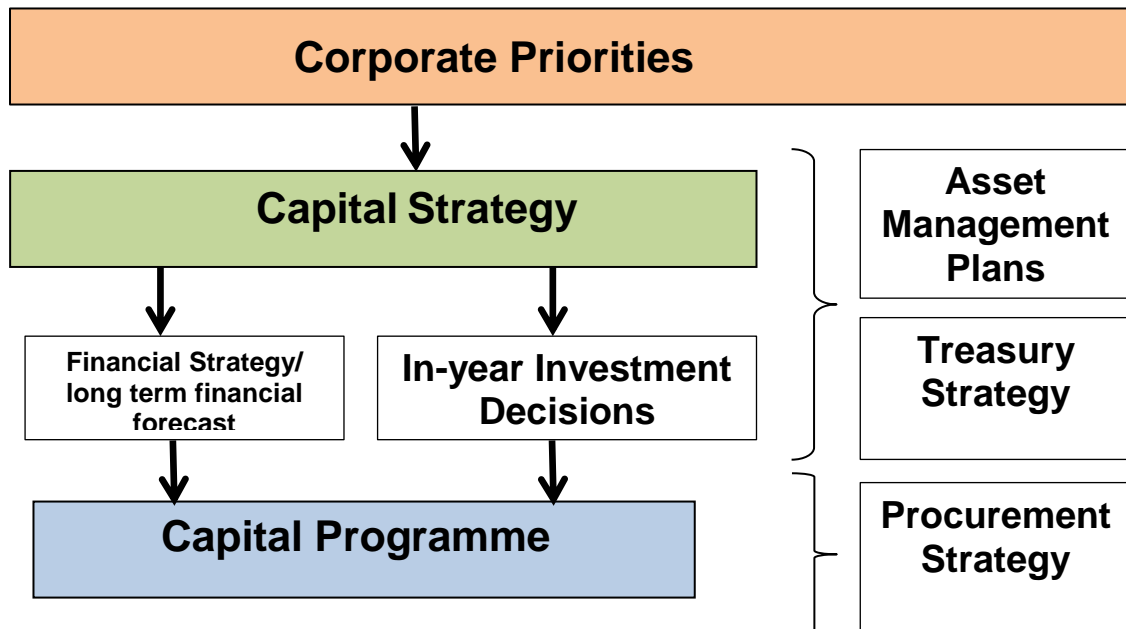 Corporate Priorities
Capital Strategy
Asset
Management
Plans
Financial Strategy/
long term financial
forecast
In-year Investment
Decisions
Treasury
Strategy
Capital Programme
Procurement
Strategy